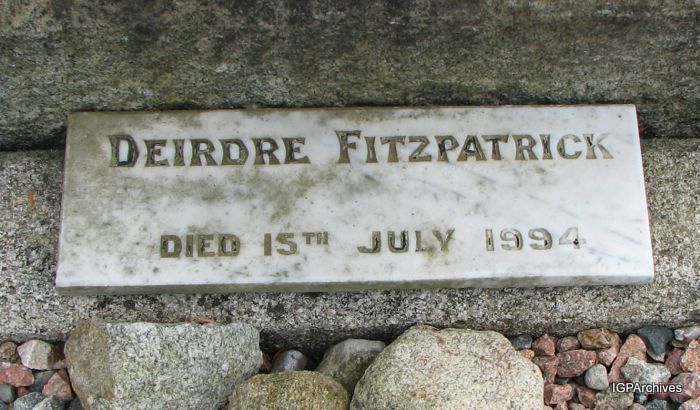 DEIRDRE FITZPATRICK
DIED 15TH JULY 1994
IGPArchives